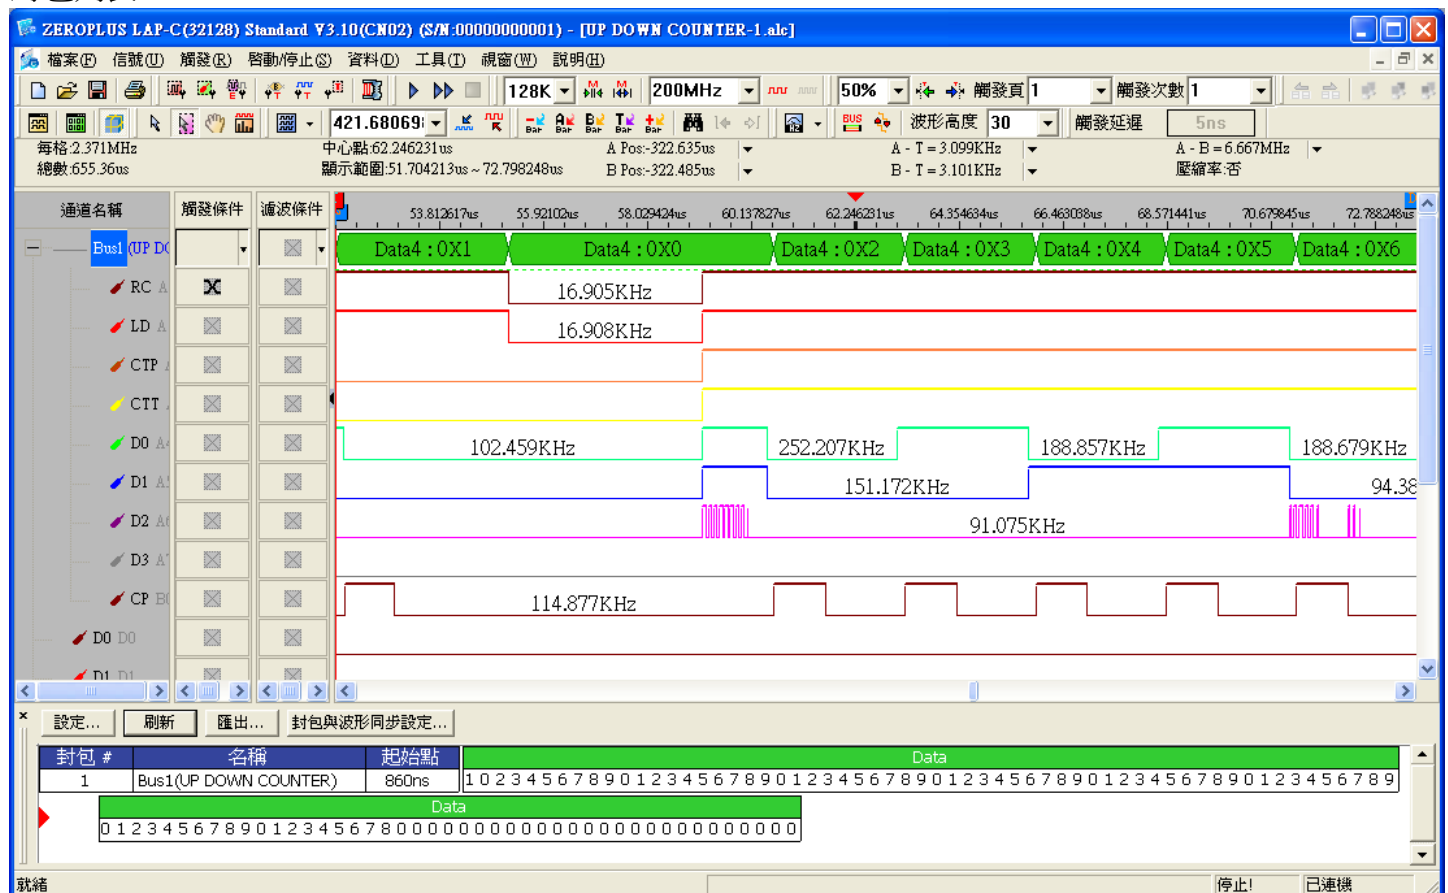 ZEROPLUS LAP-C(32128) Standard V3.10(CN02) (S/N:00000000001) - [UP DOWN COUNTER-1.alc]
檔案(F) 信號(U) 觸發(R) 啓動/停止(S) 資料(D) 工具(T) 視窗(W) 說明(H)
128K 200MHz 50% 觸發頁 1 觸發次數 1
421.68069 Bar Bar Bar Bar Bar BUS 波形高度 30 觸發延遲 5ns
每格:2.371MHz 中心點:62.246231us A Pos:-322.635us A - T = 3.099KHz A - B = 6.667MHz
總數:655.36us 顯示範圍:51.704213us ~ 72.798248us B Pos:-322.485us B - T = 3.101KHz 壓縮率:否
通道名稱 觸發條件 濾波條件 53.812617us 55.92102us 58.029424us 60.137827us 62.246231us 64.354634us 66.463038us 68.571441us 70.679845us 72.788248us
Bus1 (UP DO Data4 : 0X1 Data4 : 0X0 Data4 : 0X2 Data4 : 0X3 Data4 : 0X4 Data4 : 0X5 Data4 : 0X6
RC A 16.905KHz
LD A 16.908KHz
CTP
CTT
D0 A4 102.459KHz 252.207KHz 188.857KHz 188.679KHz
D1 A 151.172KHz 94.38
D2 A 91.075KHz
D3 A
CP B 114.877KHz
D0 D0
D1 D1
設定... 刷新 匯出... 封包與波形同步設定...
封包 # 名稱 起始點 Data
1 Bus1(UP DOWN COUNTER) 860ns 1 0 2 3 4 5 6 7 8 9 0 1 2 3 4 5 6 7 8 9 0 1 2 3 4 5 6 7 8 9 0 1 2 3 4 5 6 7 8 9 0 1 2 3 4 5 6 7 8 9 0 1 2 3 4 5 6 7 8 9
Data
0 1 2 3 4 5 6 7 8 9 0 1 2 3 4 5 6 7 8 0 0 0 0 0 0 0 0 0 0 0 0 0 0 0 0 0 0 0 0 0 0 0 0 0
就緒 停止! 已連機